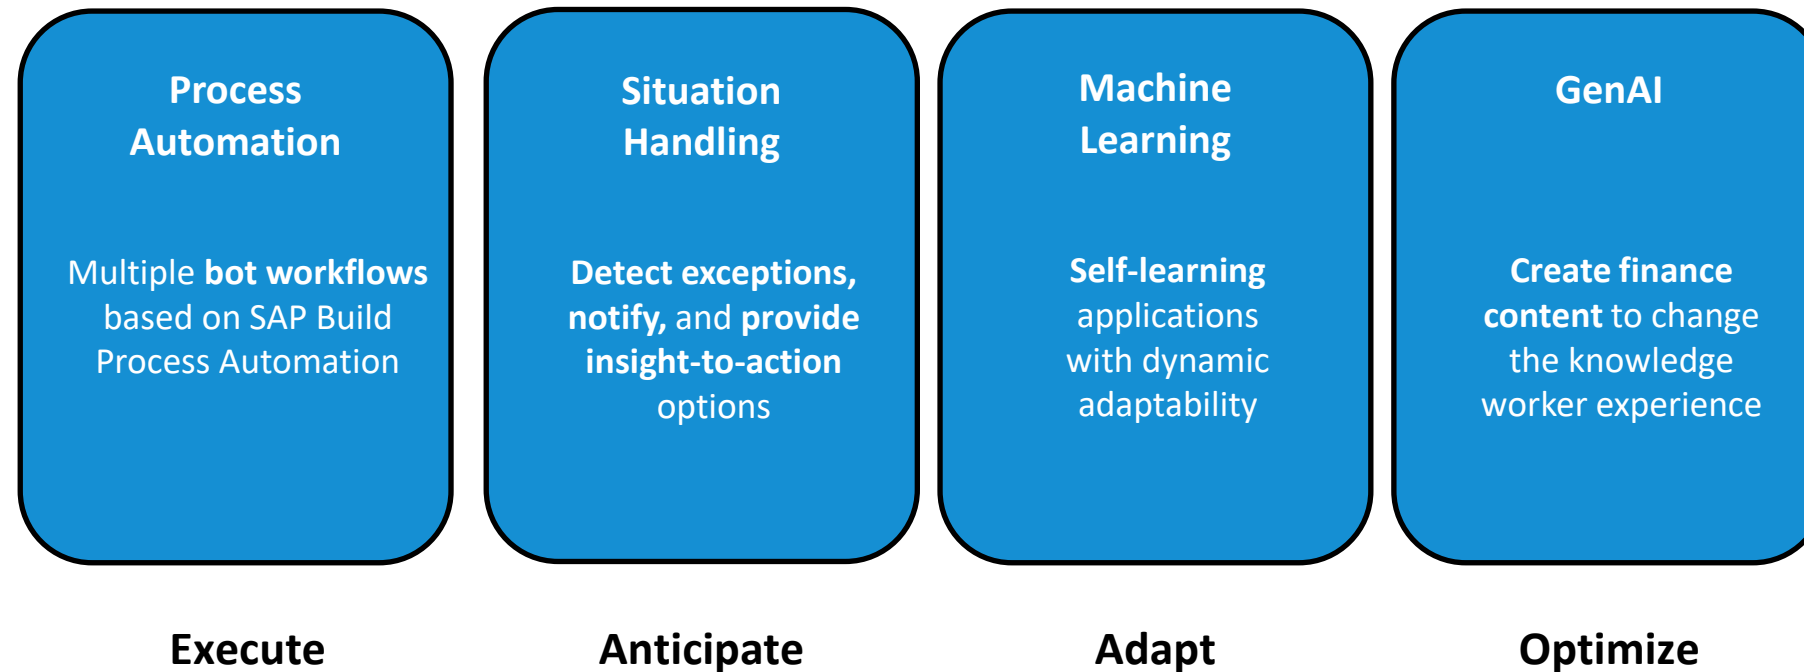 Process
Automation
Multiple bot workflows
based on SAP Build
Process Automation
Execute
Situation
Handling
Detect exceptions,
notify, and provide
insight-to-action
options
Anticipate
Machine
Learning
Self-learning
applications
with dynamic
adaptability
Adapt
GenAI
Create finance
content to change
the knowledge
worker experience
Optimize